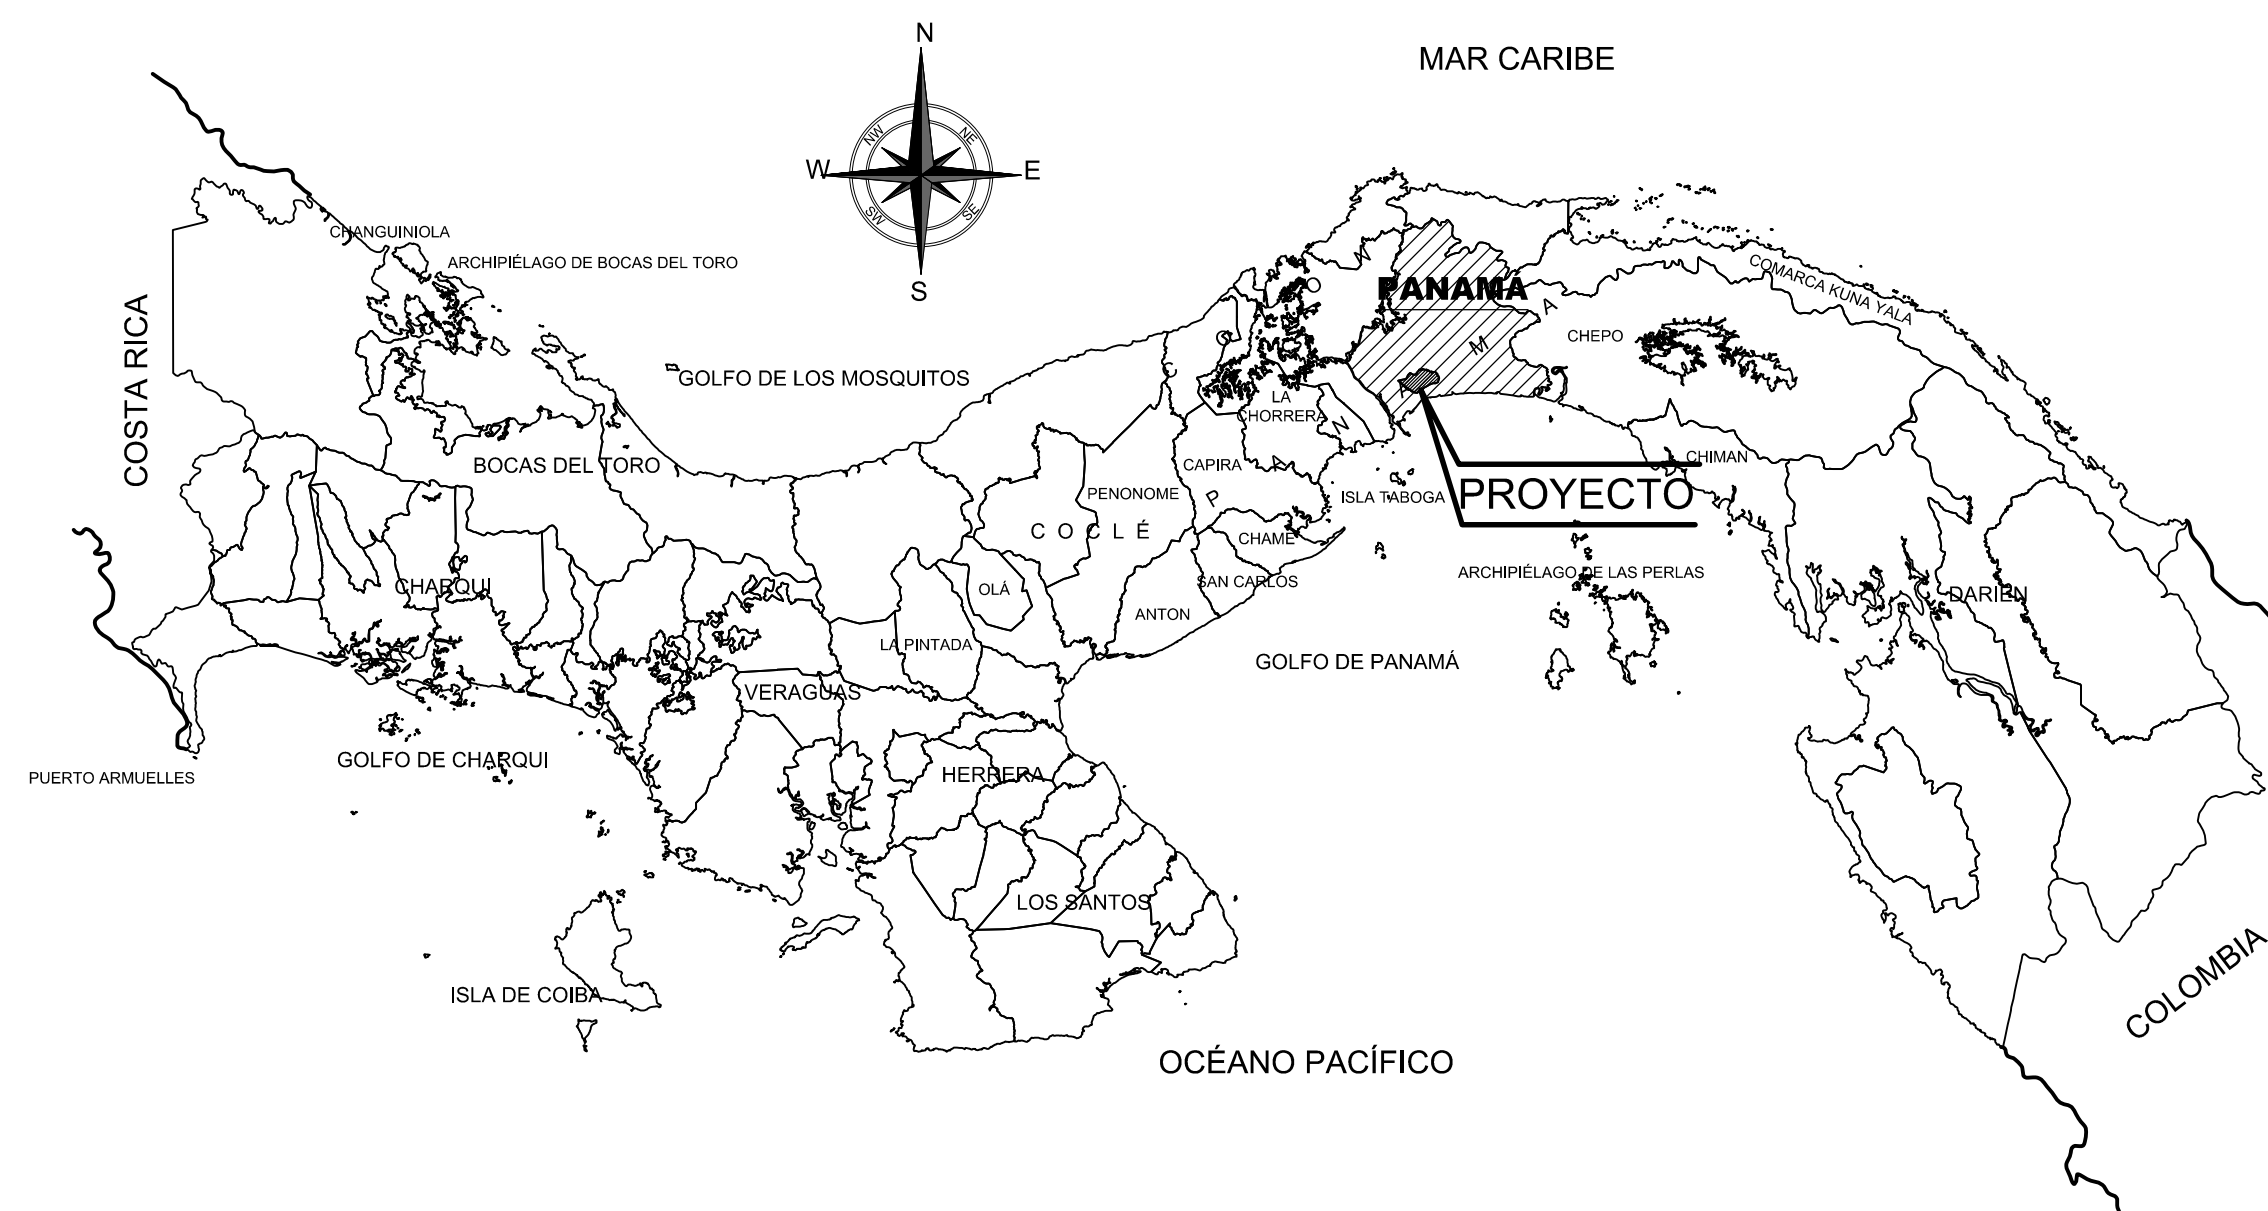 N
MAR CARIBE
NW
NE
W
E
SW
SE
S
CHANGUINIOLA
ARCHIPIÉLAGO DE BOCAS DEL TORO
COSTA RICA
COMARCA KUNA YALA
PANAMÁ
CHEPO
COLON
GOLFO DE LOS MOSQUITOS
LA
CHORRERA
PANAMA
BOCAS DEL TORO
CAPIRA
CHIMAN
PENONOME
ISLA TABOGA
PROYECTO
COCLÉ
CHAME
CHARQUI
OLÁ
SAN CARLOS
ARCHIPIÉLAGO DE LAS PERLAS
DARIEN
ANTON
LA PINTADA
GOLFO DE PANAMÁ
VERAGUAS
GOLFO DE CHARQUI
PUERTO ARMUELLES
HERRERA
LOS SANTOS
ISLA DE COIBA
COLOMBIA
OCÉANO PACÍFICO